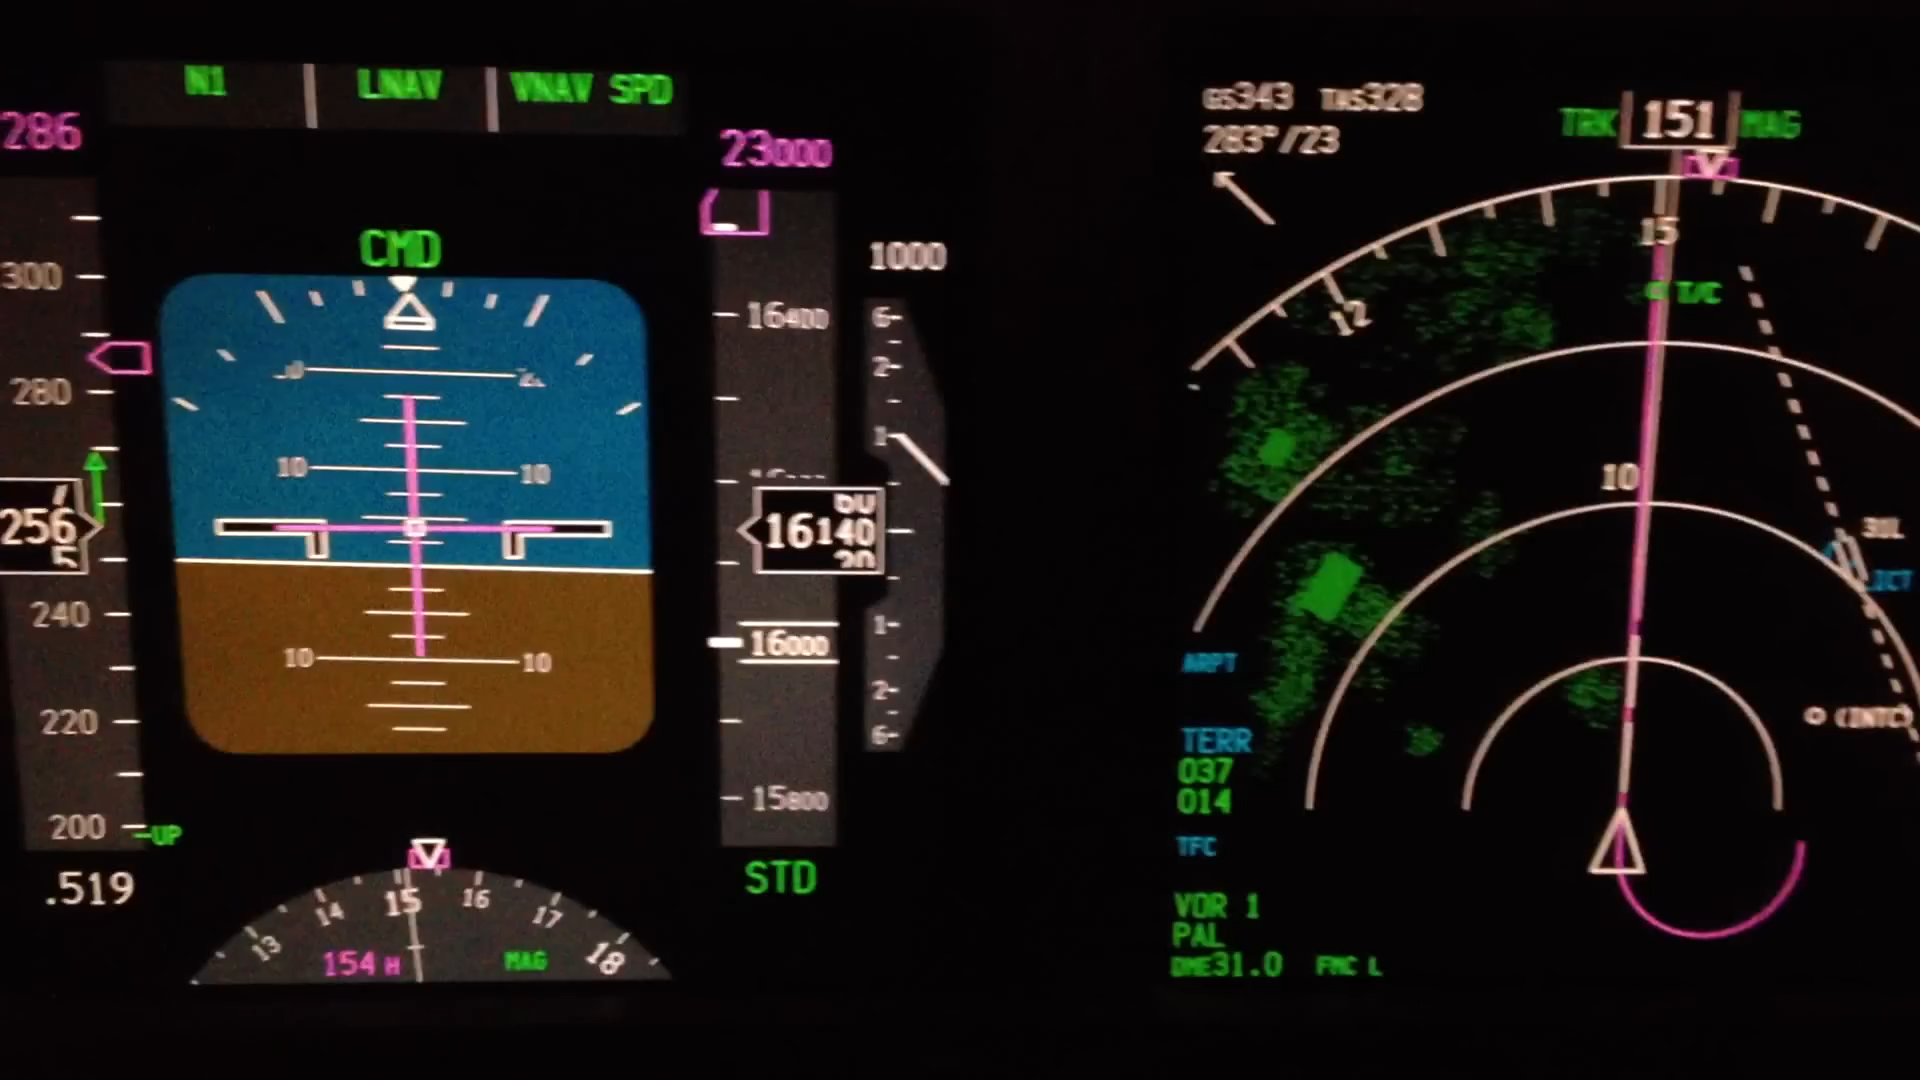 N1 LNAV VNAV SPD
286
23000
CMD
300
280
256
240
220
200
UP
.519
10 10
10 10
16400
16140
16000
15800
STD
1000
6
2
1
1
2
6
13 14 15 16 17 18
154 H MAG
GS343 TAS328
283°/23
TRK 151 MAG
15
12
T/C
10
31L
(INTC)
ARPT
TERR
037
014
TFC
VOR 1
PAL
DME31.0 FMC L